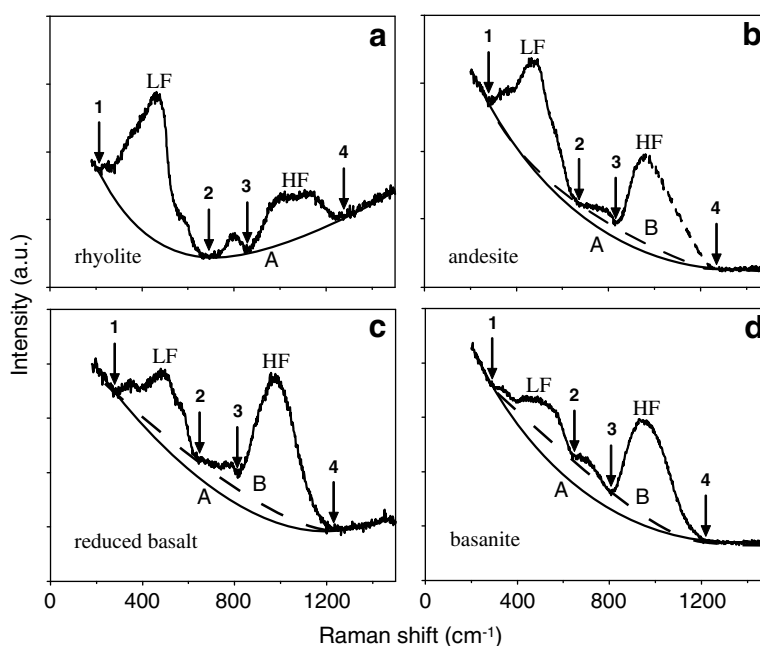 a
1
LF
2
3
HF
4
A
rhyolite
b
1
LF
2
3
HF
4
B
A
andesite
c
1
LF
2
3
HF
4
B
A
reduced basalt
d
1
LF
2
3
HF
4
A
B
basanite
Intensity (a.u.)
0 400 800 1200
0 400 800 1200
Raman shift (cm-1)